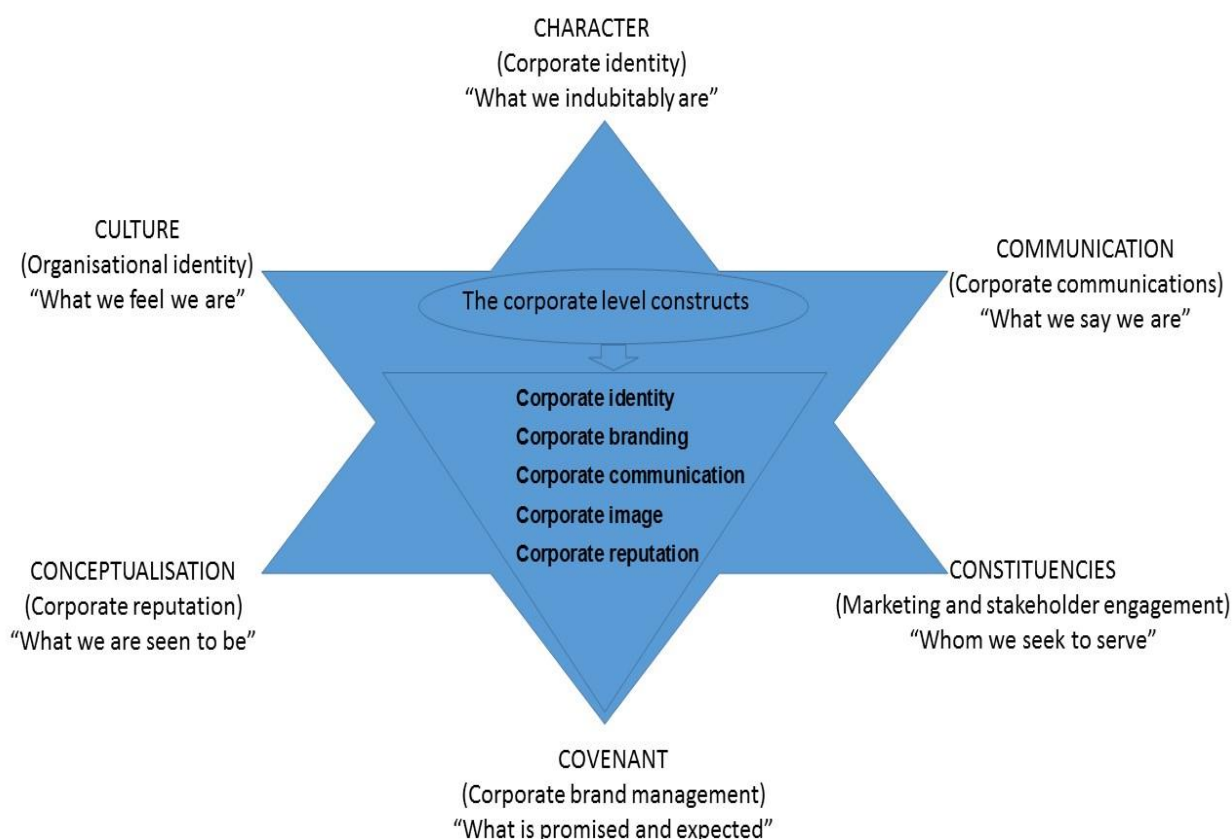 CHARACTER
(Corporate identity)
“What we indubitably are”
CULTURE
(Organisational identity)
“What we feel we are”
COMMUNICATION
(Corporate communications)
“What we say we are”
The corporate level constructs
Corporate identity
Corporate branding
Corporate communication
Corporate image
Corporate reputation
CONCEPTUALISATION
(Corporate reputation)
“What we are seen to be”
CONSTITUENCIES
(Marketing and stakeholder engagement)
“Whom we seek to serve”
COVENANT
(Corporate brand management)
“What is promised and expected”